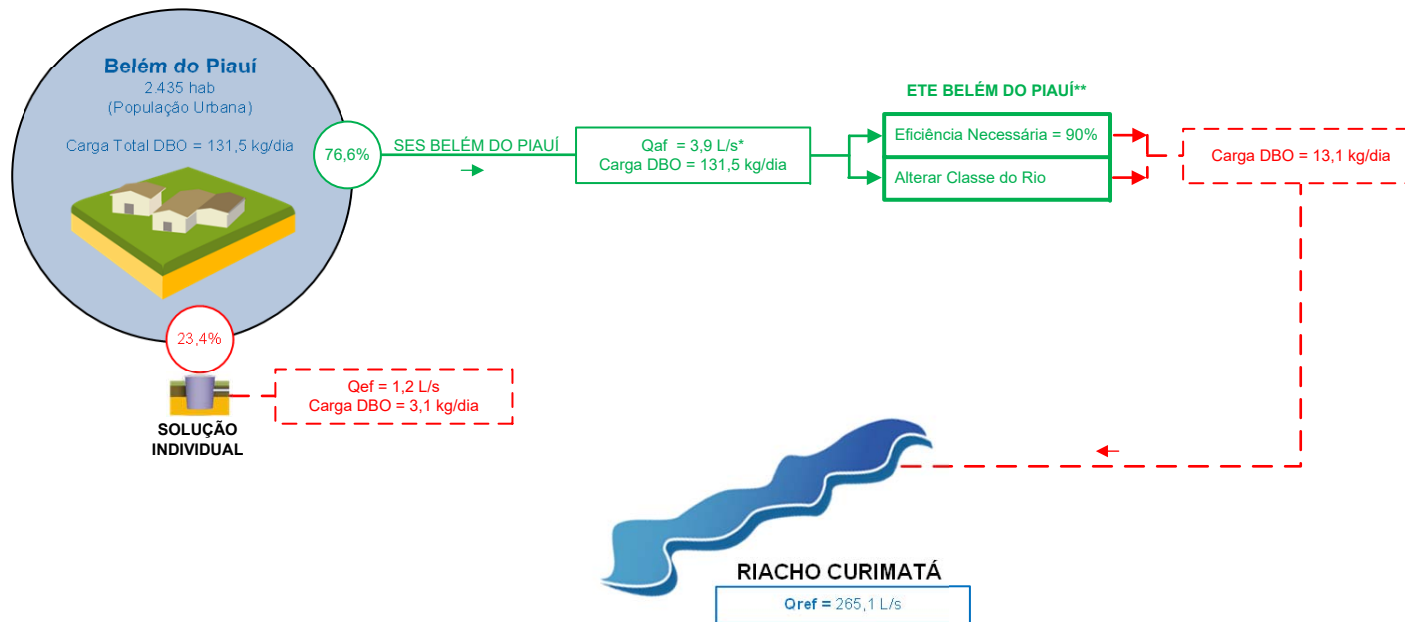 Belém do Piauí
2.435 hab
(População Urbana)
Carga Total DBO = 131,5 kg/dia
76,6%
SES BELÉM DO PIAUÍ
Qaf = 3,9 L/s*
Carga DBO = 131,5 kg/dia
ETE BELÉM DO PIAUÍ**
Eficiência Necessária = 90%
Alterar Classe do Rio
Carga DBO = 13,1 kg/dia
23,4%
SOLUÇÃO
INDIVIDUAL
Qef = 1,2 L/s
Carga DBO = 3,1 kg/dia
RIACHO CURIMATÁ
Qref = 265,1 L/s